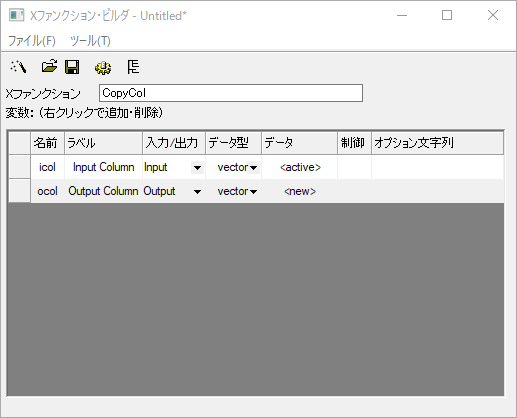 Xファンクション・ビルダ - Untitled*
ファイル(F) ツール(T)
Xファンクション CopyCol
変数: (右クリックで追加・削除)
名前 ラベル 入力/出力 データ型 データ 制御 オプション文字列
icol Input Column Input vector <active>
ocol Output Column Output vector <new>